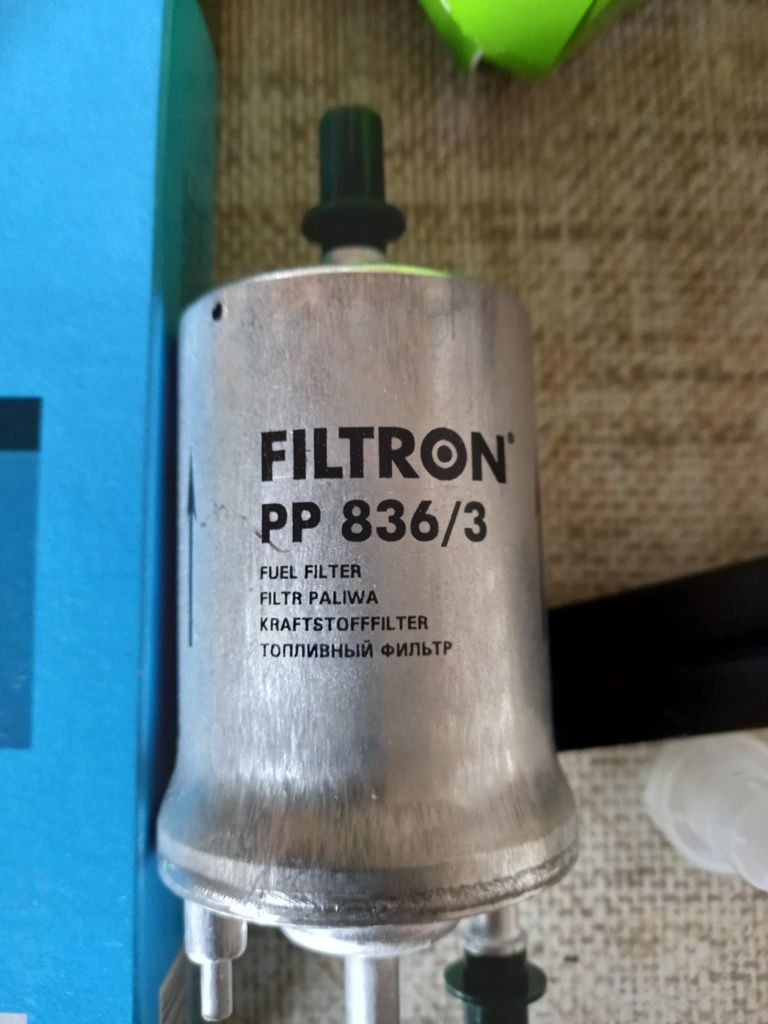 FILTRON
PP 836/3
FUEL FILTER
FILTR PALIWA
KRAFTSTOFFFILTER
ТОПЛИВНЫЙ ФИЛЬТР